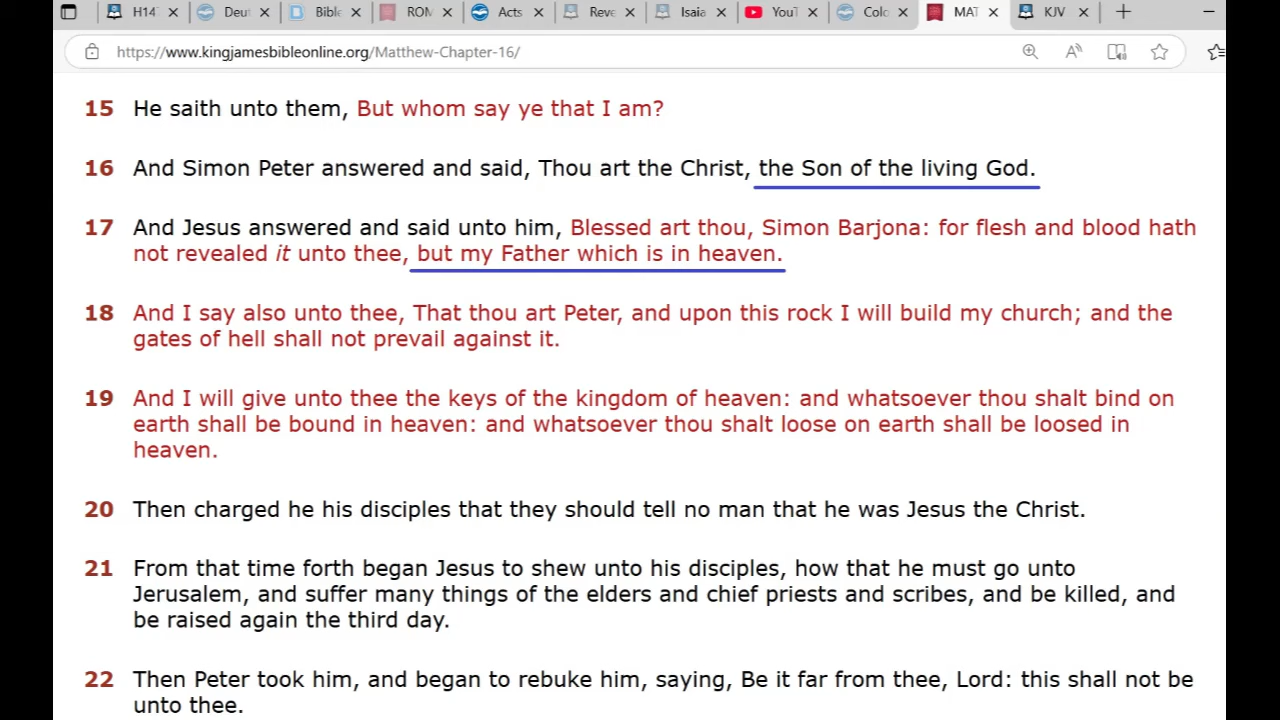 H14
Deut
Bible
ROM
Acts
Reve
Isaia
YouT
Colo
MAT
KJV
https://www.kingjamesbibleonline.org/Matthew-Chapter-16/
15 He saith unto them, But whom say ye that I am?
16 And Simon Peter answered and said, Thou art the Christ, the Son of the living God.
17 And Jesus answered and said unto him, Blessed art thou, Simon Barjona: for flesh and blood hath
not revealed it unto thee, but my Father which is in heaven.
18 And I say also unto thee, That thou art Peter, and upon this rock I will build my church; and the
gates of hell shall not prevail against it.
19 And I will give unto thee the keys of the kingdom of heaven: and whatsoever thou shalt bind on
earth shall be bound in heaven: and whatsoever thou shalt loose on earth shall be loosed in
heaven.
20 Then charged he his disciples that they should tell no man that he was Jesus the Christ.
21 From that time forth began Jesus to shew unto his disciples, how that he must go unto
Jerusalem, and suffer many things of the elders and chief priests and scribes, and be killed, and
be raised again the third day.
22 Then Peter took him, and began to rebuke him, saying, Be it far from thee, Lord: this shall not be
unto thee.